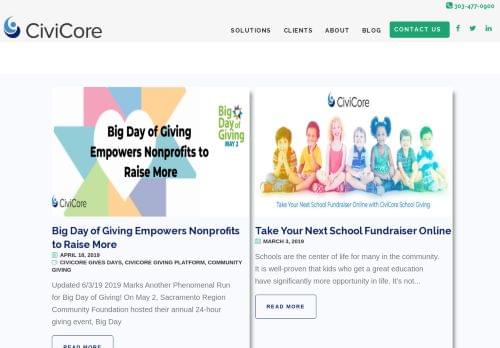 303-477-0900
CiviCore
SOLUTIONS CLIENTS ABOUT BLOG CONTACT US
Big Day of Giving
Empowers Nonprofits to
Raise More
Big
Day of
Giving
MAY 2
CiviCore
Big Day of Giving Empowers Nonprofits
to Raise More
APRIL 18, 2019
CIVICORE GIVES DAYS, CIVICORE GIVING PLATFORM, COMMUNITY
GIVING
Updated 6/3/19 2019 Marks Another Phenomenal Run
for Big Day of Giving! On May 2, Sacramento Region
Community Foundation hosted their annual 24-hour
giving event, Big Day
READ MORE
CiviCore
Take Your Next School Fundraiser Online with CiviCore School Giving
Take Your Next School Fundraiser Online
MARCH 3, 2019
Schools are the center of life for many in the community.
It is well-proven that kids who get a great education
have significantly more opportunity in life. It's not...
READ MORE